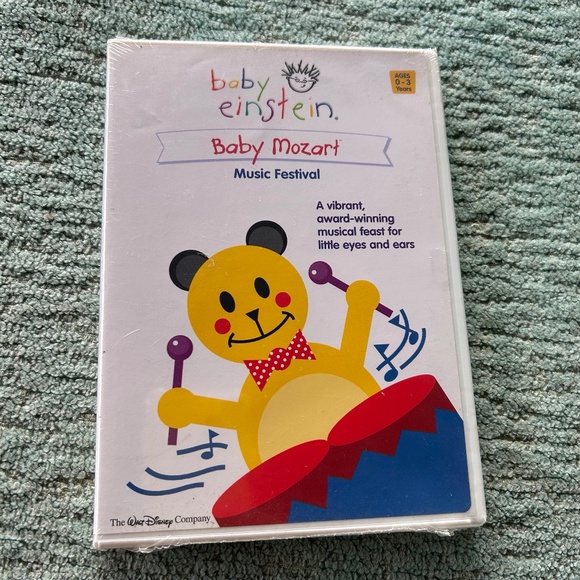 baby
einstein.
AGES
0-3
Years
Baby Mozart
Music Festival
A vibrant,
award-winning
musical feast for
little eyes and ears
The Walt Disney Company